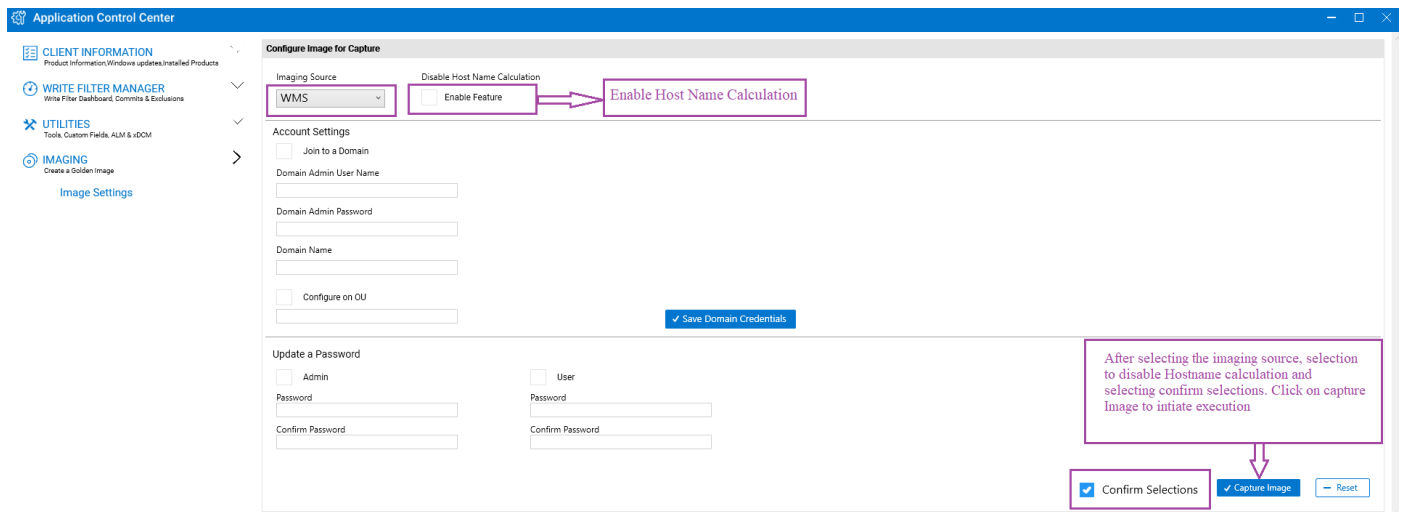 Application Control Center
CLIENT INFORMATION
Product Information,Windows updates,Installed Products
WRITE FILTER MANAGER
Write Filter Dashboard, Commits & Exclusions
UTILITIES
Tools, Custom Fields, ALM & xDCM
IMAGING
Create a Golden Image
Image Settings
Configure Image for Capture
Imaging Source
Disable Host Name Calculation
WMS
Enable Feature
Enable Host Name Calculation
Account Settings
Join to a Domain
Domain Admin User Name
Domain Admin Password
Domain Name
Configure on OU
Save Domain Credentials
Update a Password
Admin
User
Password
Password
Confirm Password
Confirm Password
After selecting the imaging source, selection
to disable Hostname calculation and
selecting confirm selections. Click on capture
Image to intiate execution
Confirm Selections
Capture Image
Reset